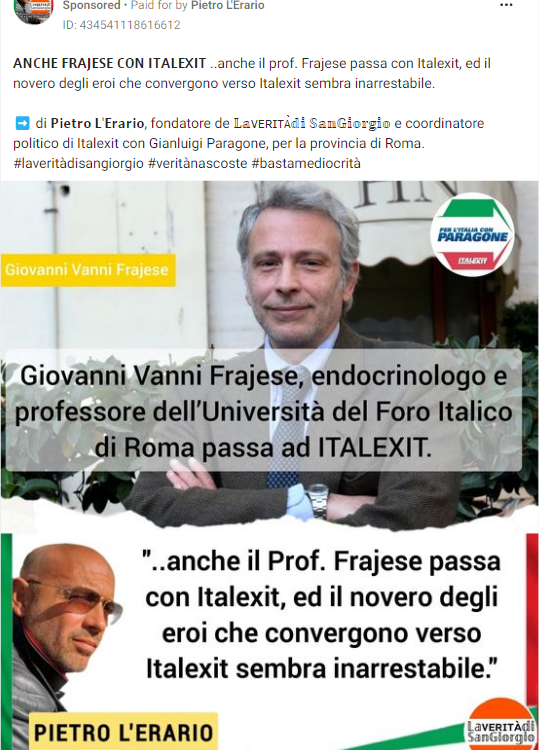 Sponsored • Paid for by Pietro L'Erario
ID: 434541118616612
ANCHE FRAJESE CON ITALEXIT ..anche il prof. Frajese passa con Italexit, ed il
novero degli eroi che convergono verso Italexit sembra inarrestabile.
➡️ di Pietro L'Erario, fondatore de 𝕃𝕒VERITÀ𝕕𝕚 𝕊𝕒𝕟𝔾𝕚𝕠𝕣𝕘𝕚𝕠 e coordinatore
politico di Italexit con Gianluigi Paragone, per la provincia di Roma.
#laveritàdisangiorgio #veritànascoste #bastamediocrità
PER L'ITALIA CON
PARAGONE
ITALEXIT
Giovanni Vanni Frajese
Giovanni Vanni Frajese, endocrinologo e
professore dell'Università del Foro Italico
di Roma passa ad ITALEXIT.
"..anche il Prof. Frajese passa
con Italexit, ed il novero degli
eroi che convergono verso
Italexit sembra inarrestabile."
PIETRO L'ERARIO
LaVERITÀdi
SanGiorgio